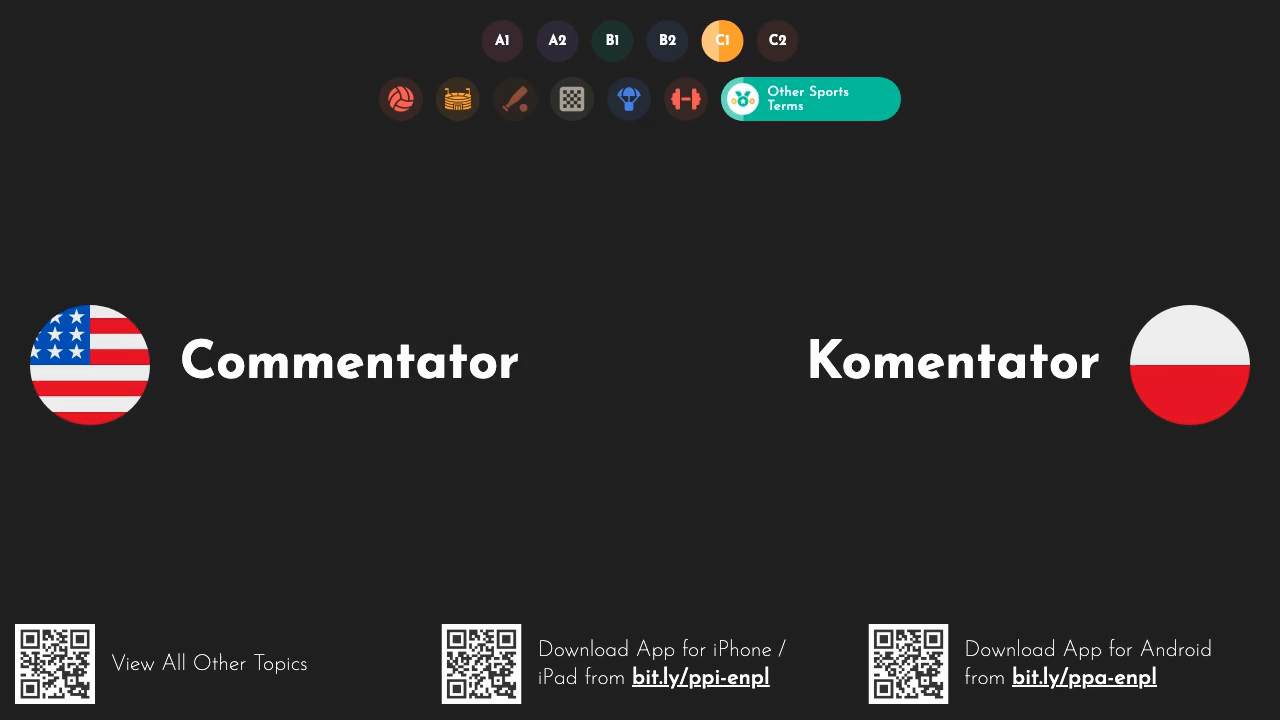 A1 A2 B1 B2 C1 C2
Other Sports
Terms
Commentator
Komentator
View All Other Topics
Download App for iPhone /
iPad from bit.ly/ppi-enpl
Download App for Android
from bit.ly/ppa-enpl